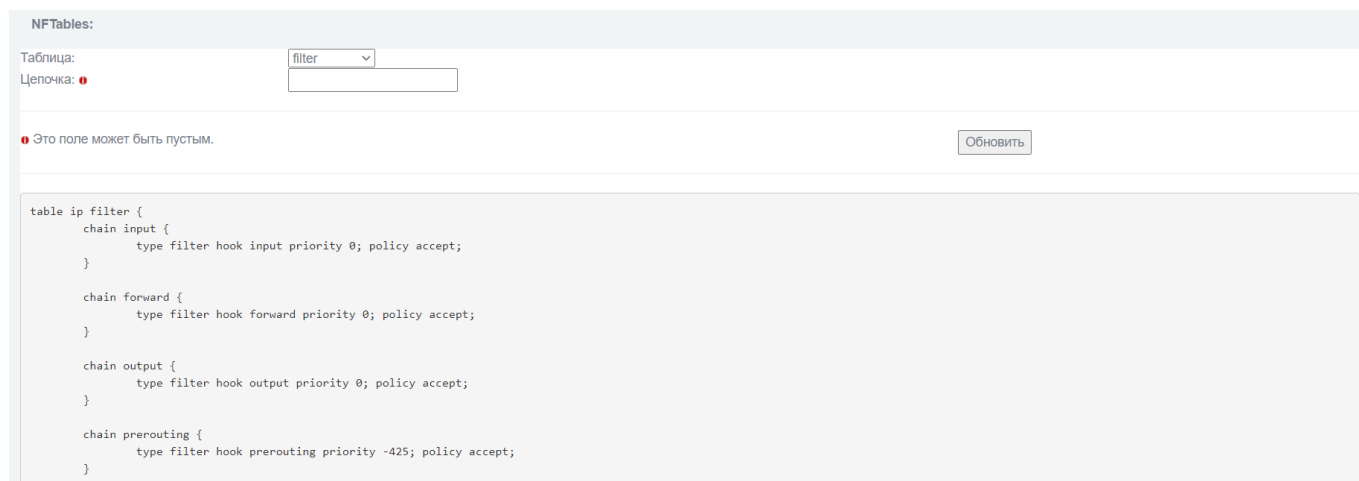 NFTables:
Таблица: filter
Цепочка:
Это поле может быть пустым. Обновить
table ip filter {
chain input {
type filter hook input priority 0; policy accept;
}
chain forward {
type filter hook forward priority 0; policy accept;
}
chain output {
type filter hook output priority 0; policy accept;
}
chain prerouting {
type filter hook prerouting priority -425; policy accept;
}